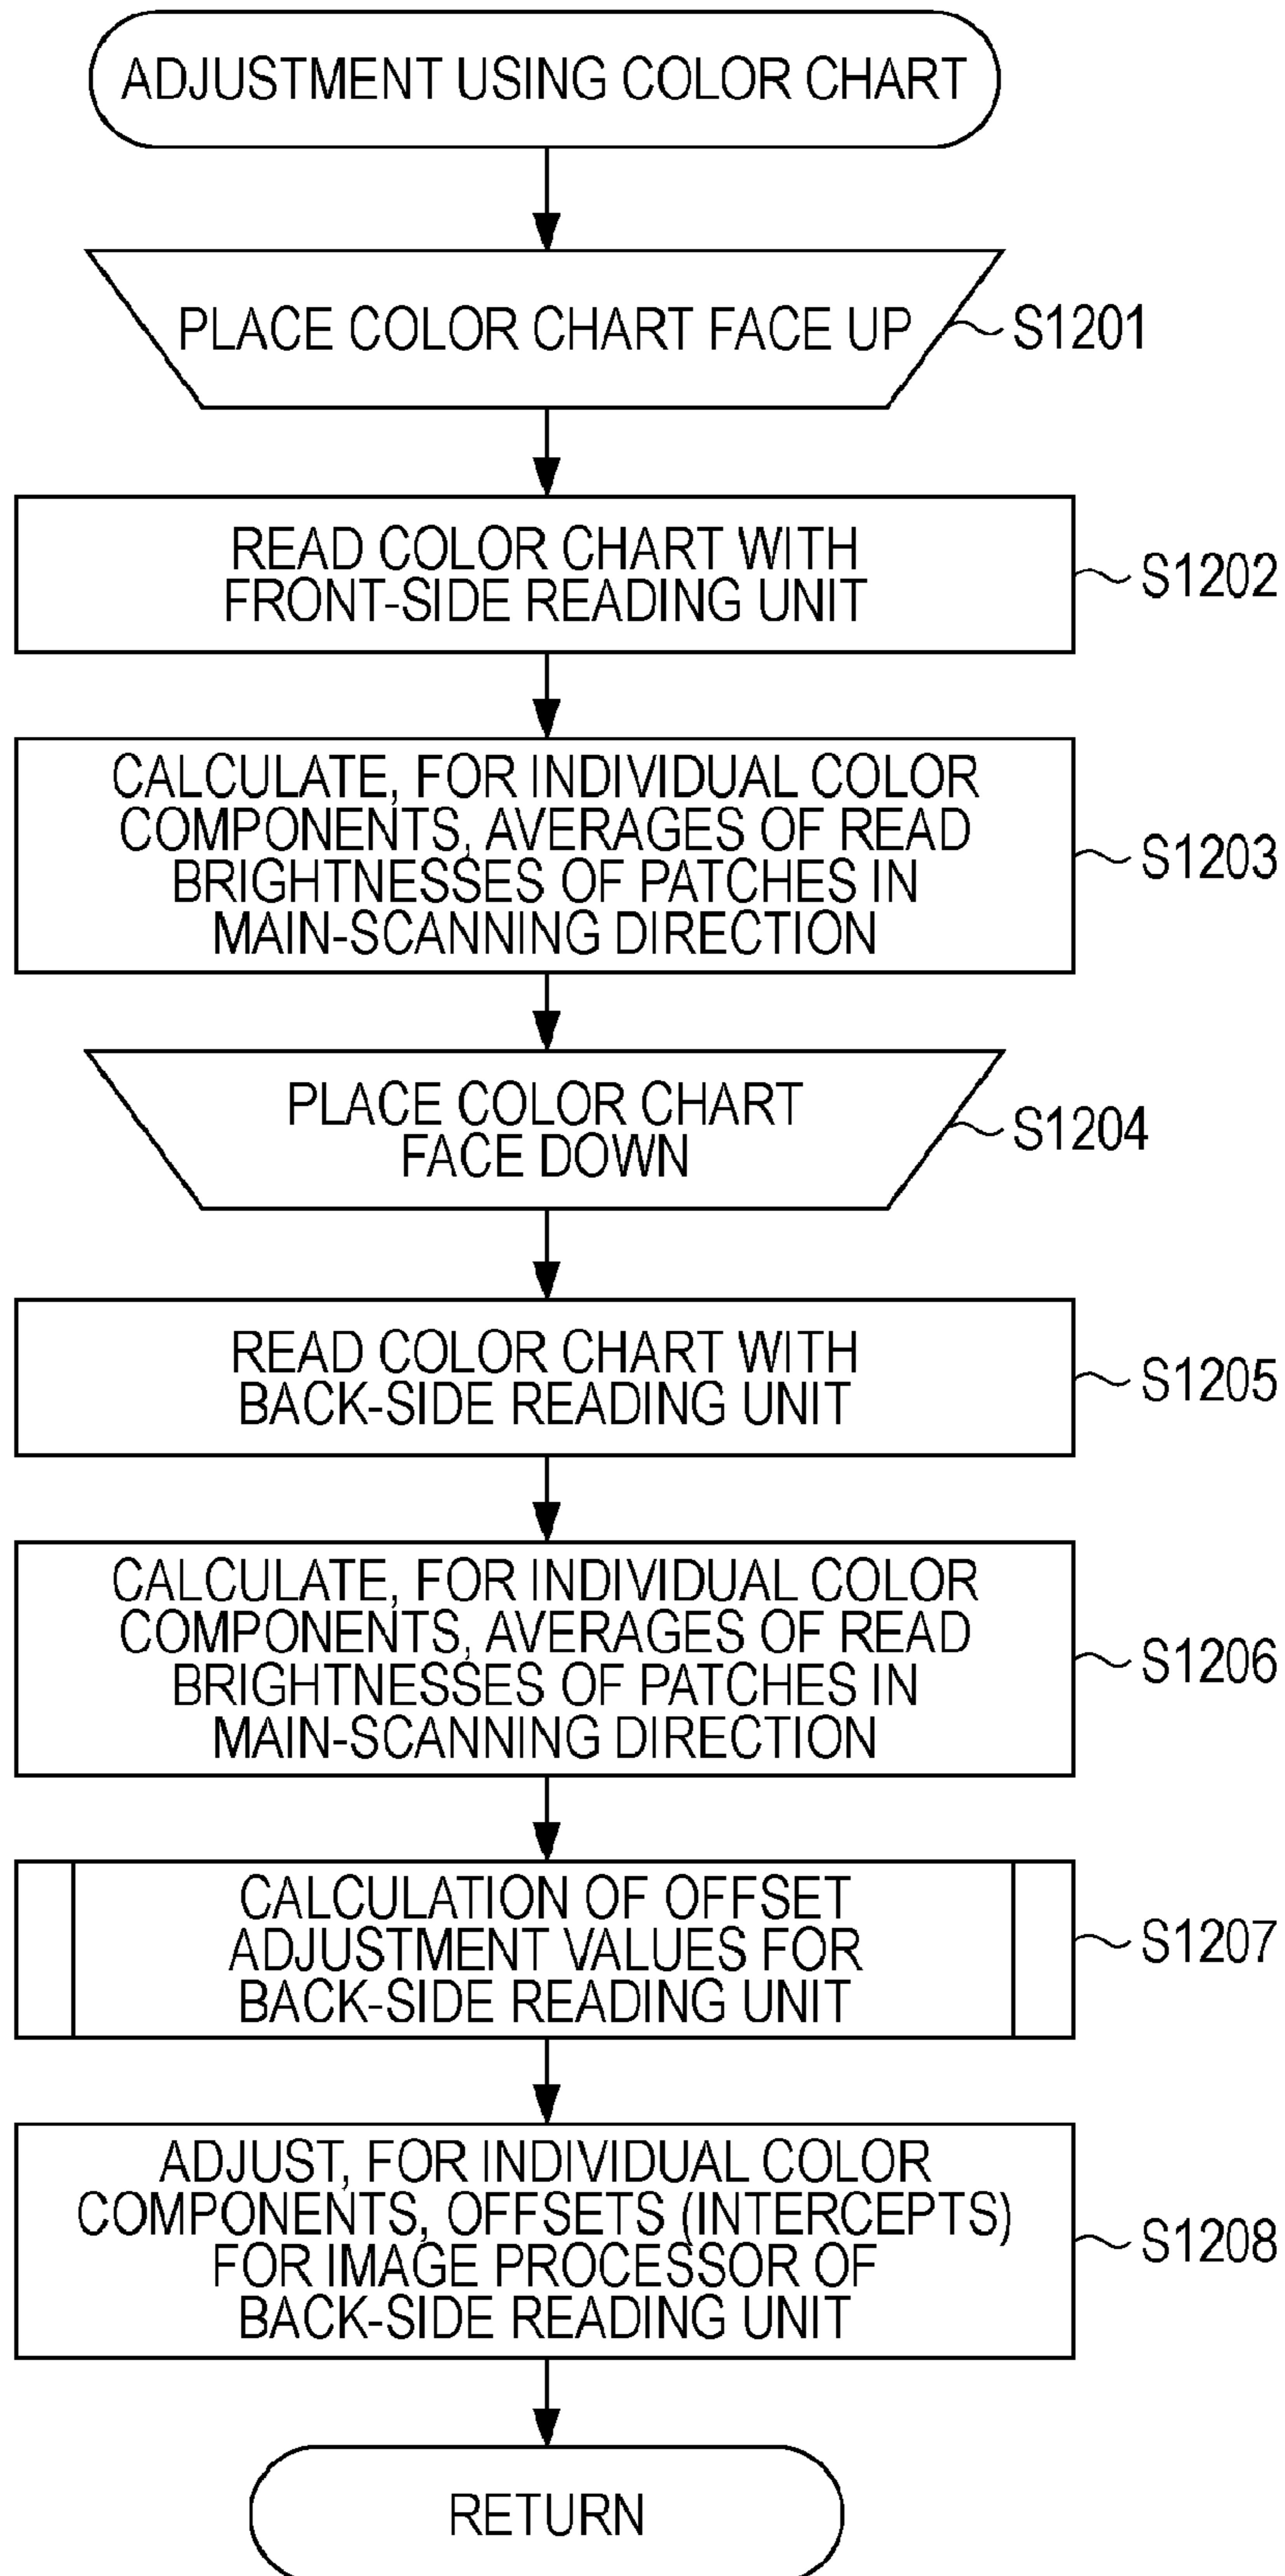 ADJUSTMENT USING COLOR CHART
PLACE COLOR CHART FACE UP
S1201
READ COLOR CHART WITH
FRONT-SIDE READING UNIT
S1202
CALCULATE, FOR INDIVIDUAL COLOR
COMPONENTS, AVERAGES OF READ
BRIGHTNESSES OF PATCHES IN
MAIN-SCANNING DIRECTION
S1203
PLACE COLOR CHART
FACE DOWN
S1204
READ COLOR CHART WITH
BACK-SIDE READING UNIT
S1205
CALCULATE, FOR INDIVIDUAL COLOR
COMPONENTS, AVERAGES OF READ
BRIGHTNESSES OF PATCHES IN
MAIN-SCANNING DIRECTION
S1206
CALCULATION OF OFFSET
ADJUSTMENT VALUES FOR
BACK-SIDE READING UNIT
S1207
ADJUST, FOR INDIVIDUAL COLOR
COMPONENTS, OFFSETS (INTERCEPTS)
FOR IMAGE PROCESSOR OF
BACK-SIDE READING UNIT
S1208
RETURN